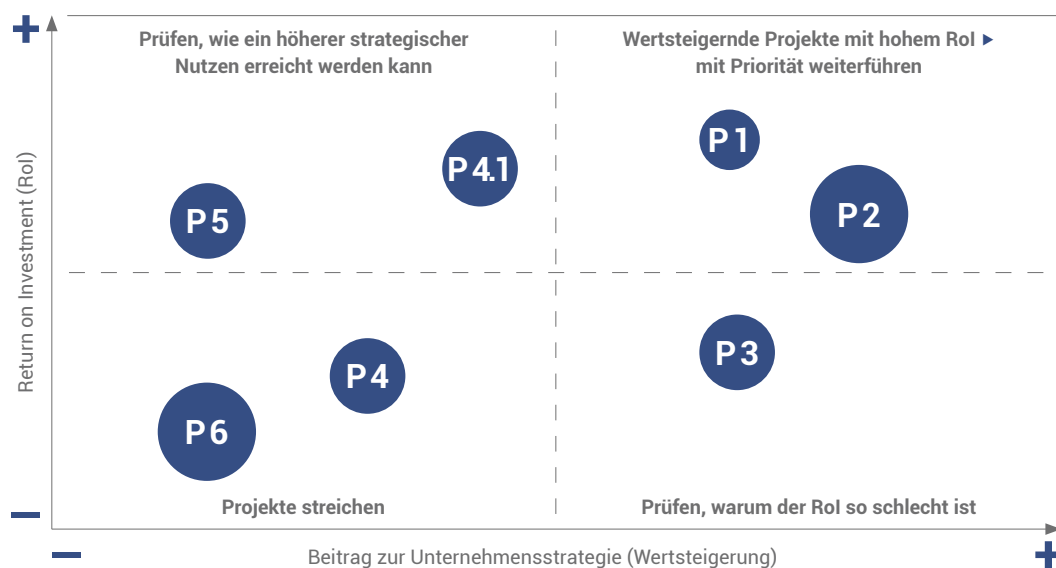 +
Prüfen, wie ein höherer strategischer
Nutzen erreicht werden kann
Wertsteigernde Projekte mit hohem RoI ►
mit Priorität weiterführen
P1
P4.1
P5
P2
Return on Investment (RoI)
P3
P4
P6
Projekte streichen
Prüfen, warum der RoI so schlecht ist
–
–
Beitrag zur Unternehmensstrategie (Wertsteigerung)
+